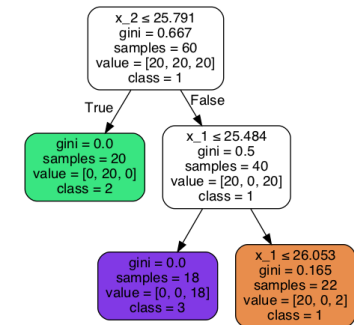 x_2 ≤ 25.791
gini = 0.667
samples = 60
value = [20, 20, 20]
class = 1
True
False
gini = 0.0
samples = 20
value = [0, 20, 0]
class = 2
x_1 ≤ 25.484
gini = 0.5
samples = 40
value = [20, 0, 20]
class = 1
gini = 0.0
samples = 18
value = [0, 0, 18]
class = 3
x_1 ≤ 26.053
gini = 0.165
samples = 22
value = [20, 0, 2]
class = 1